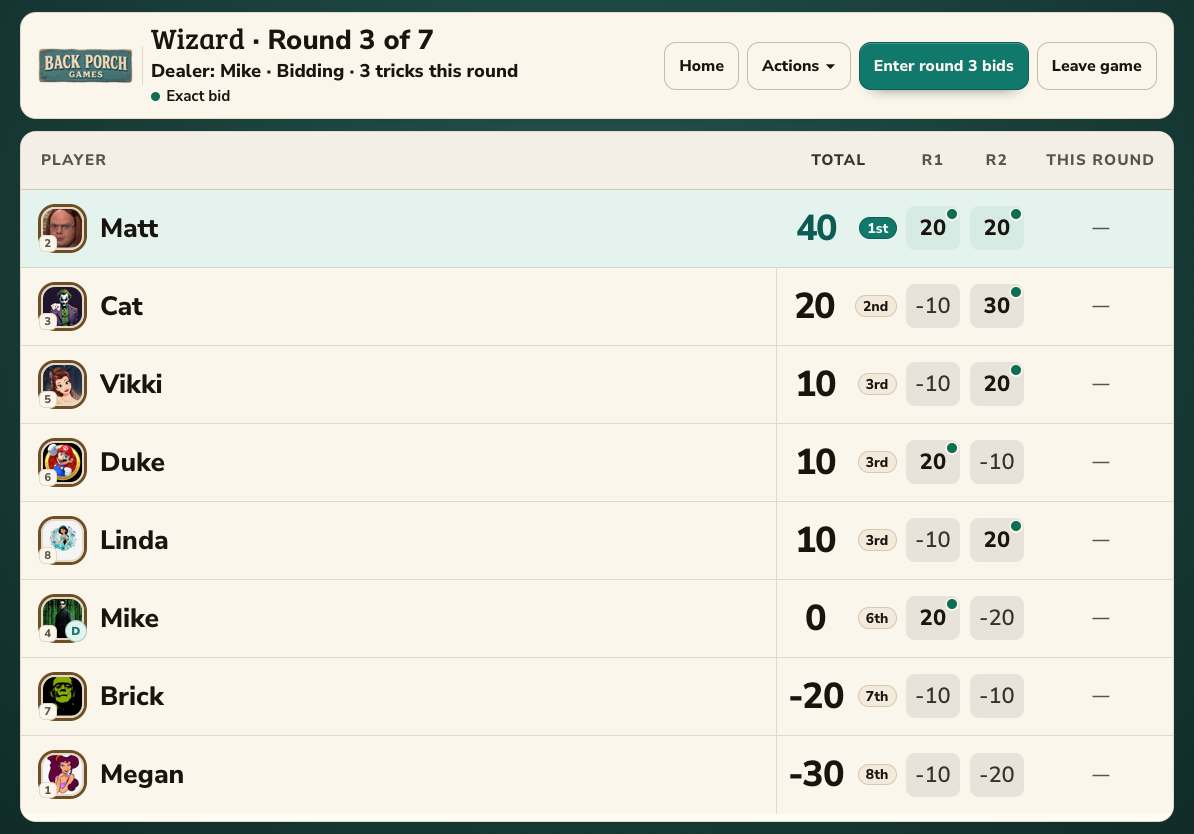 BACK PORCH
GAMES
Wizard · Round 3 of 7
Dealer: Mike · Bidding · 3 tricks this round
Exact bid
Home
Actions
Enter round 3 bids
Leave game
PLAYER TOTAL R1 R2 THIS ROUND
2 Matt 40 1st 20 20 —
3 Cat 20 2nd -10 30 —
5 Vikki 10 3rd -10 20 —
6 Duke 10 3rd 20 -10 —
8 Linda 10 3rd -10 20 —
4 D Mike 0 6th 20 -20 —
7 Brick -20 7th -10 -10 —
1 Megan -30 8th -10 -20 —